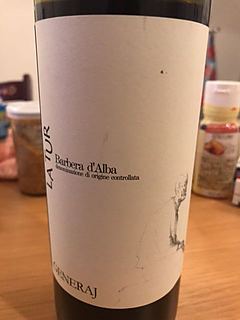 LA TUR
Barbera d'Alba
denominazione di origine controllata
GENERAJ